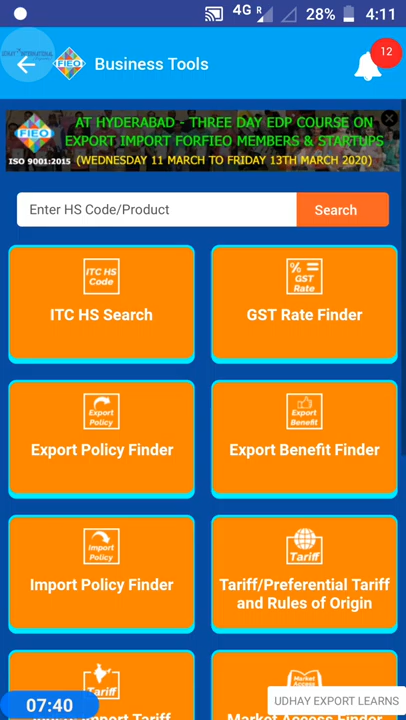 4G R 28% 4:11
FIEO
Business Tools
12
FIEO
ISO 9001:2015
AT HYDERABAD - THREE DAY EDP COURSE ON
EXPORT IMPORT FORFIEO MEMBERS & STARTUPS
(WEDNESDAY 11 MARCH TO FRIDAY 13TH MARCH 2020)
Enter HS Code/Product
Search
ITC HS
Code
ITC HS Search
% =
GST
Rate
GST Rate Finder
Export
Policy
Export Policy Finder
Export
Benefit
Export Benefit Finder
Import
Policy
Import Policy Finder
Tariff
Tariff/Preferential Tariff
and Rules of Origin
Tariff
Market
Access
Market Access Finder
07:40
UDHAY EXPORT LEARNS